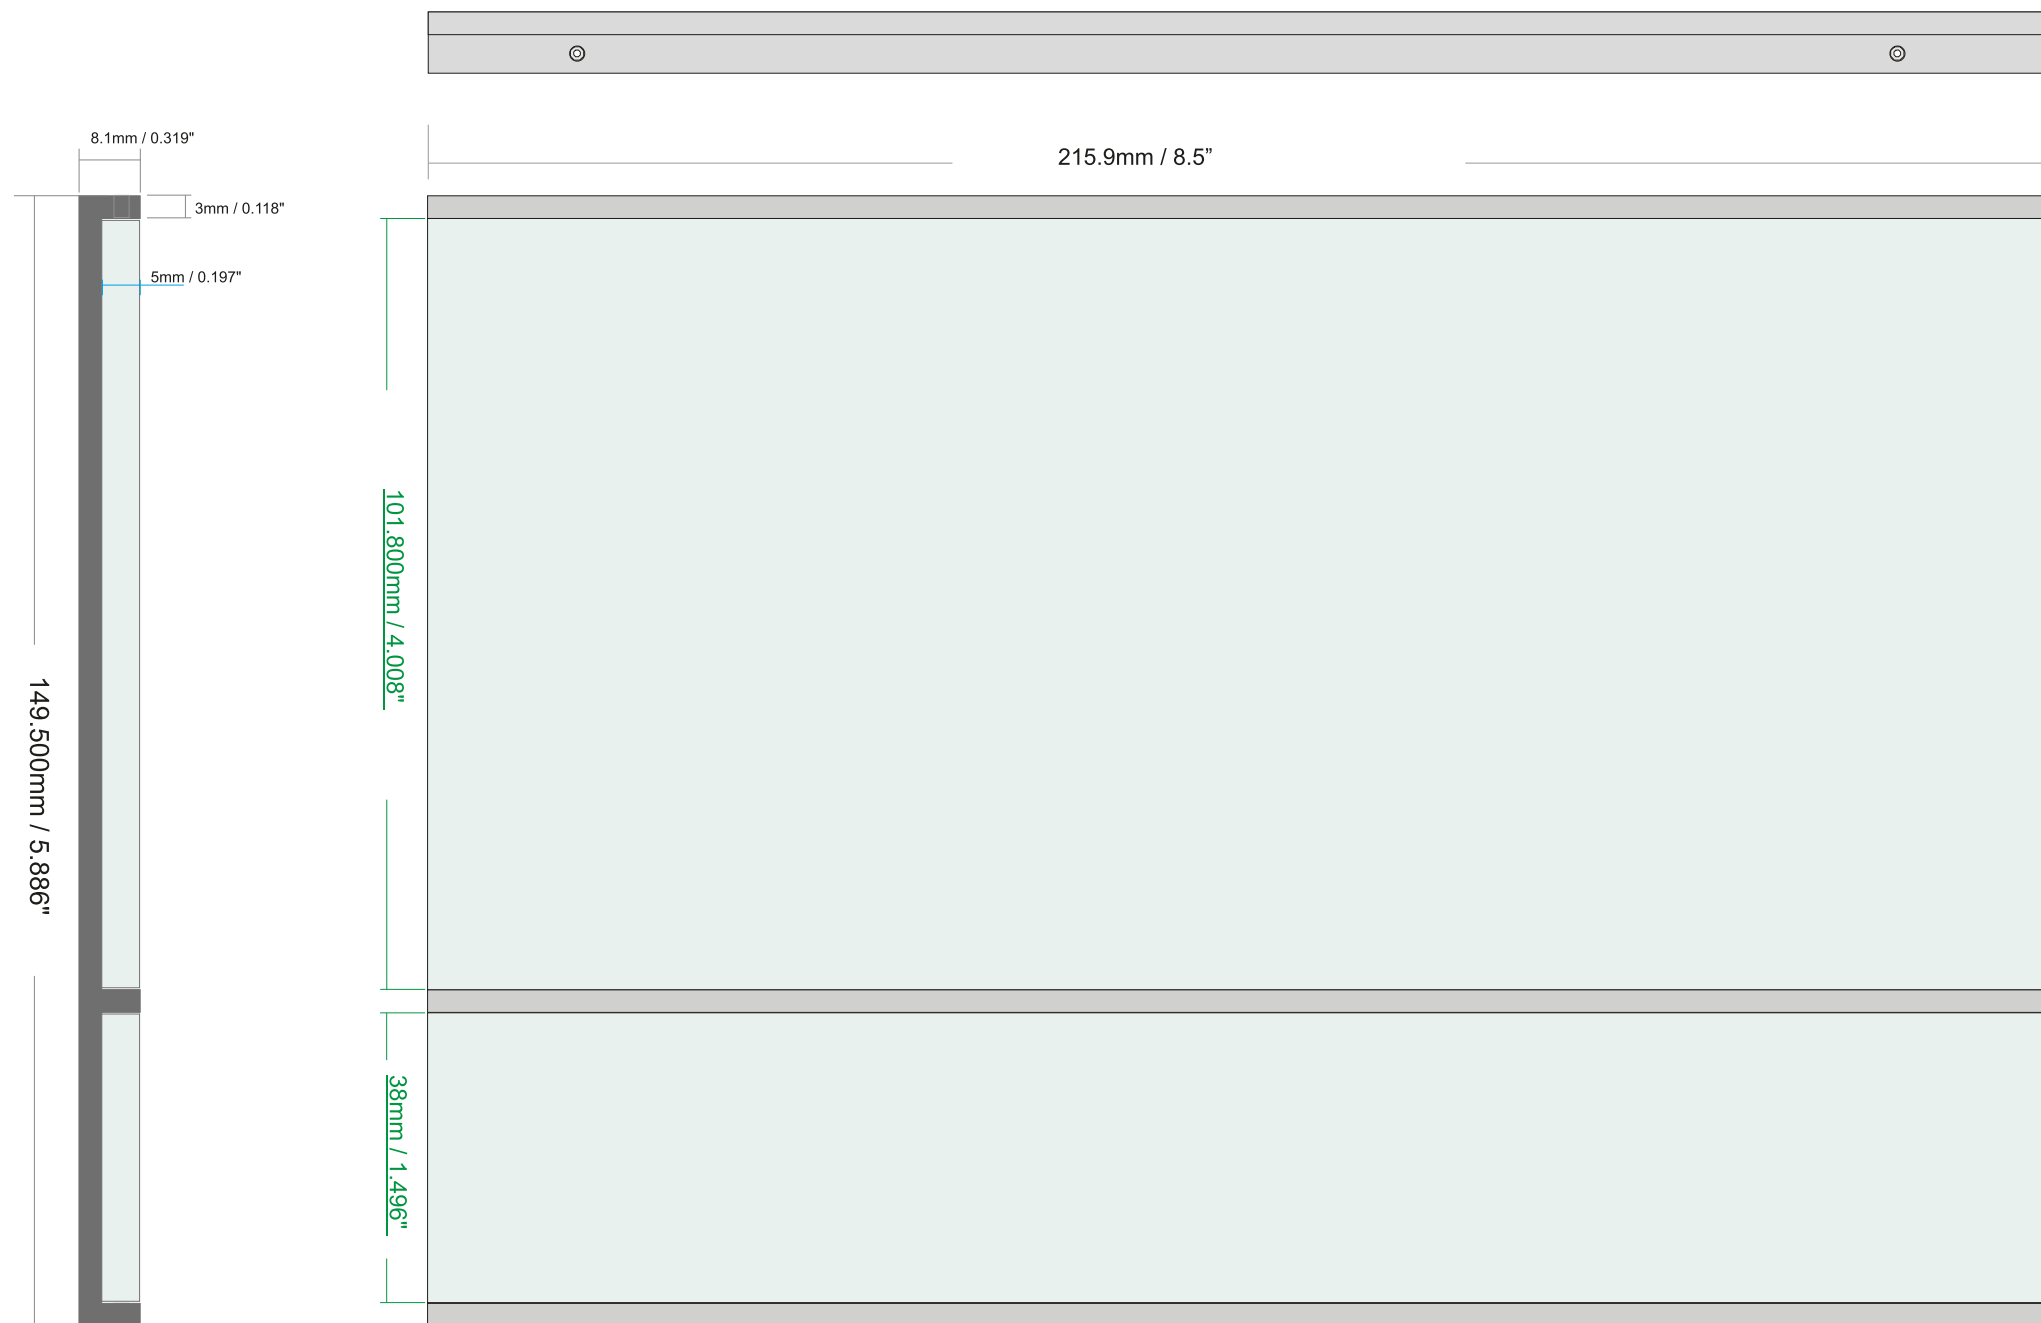 8.1mm / 0.319"
215.9mm / 8.5”
3mm / 0.118"
5mm / 0.197"
101.800mm / 4.008"
149.500mm / 5.886"
38mm / 1.496"